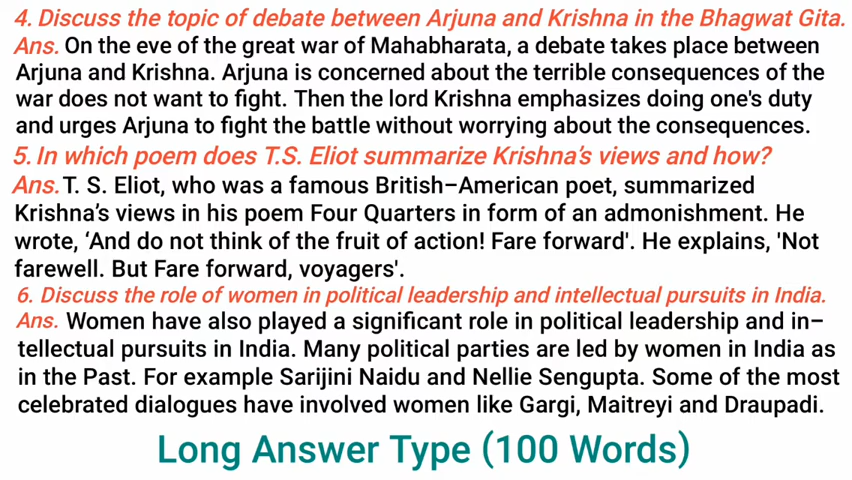 4. Discuss the topic of debate between Arjuna and Krishna in the Bhagwat Gita.
Ans. On the eve of the great war of Mahabharata, a debate takes place between
Arjuna and Krishna. Arjuna is concerned about the terrible consequences of the
war does not want to fight. Then the lord Krishna emphasizes doing one's duty
and urges Arjuna to fight the battle without worrying about the consequences.
5. In which poem does T.S. Eliot summarize Krishna's views and how?
Ans. T. S. Eliot, who was a famous British–American poet, summarized
Krishna's views in his poem Four Quarters in form of an admonishment. He
wrote, ‘And do not think of the fruit of action! Fare forward'. He explains, 'Not
farewell. But Fare forward, voyagers'.
6. Discuss the role of women in political leadership and intellectual pursuits in India.
Ans. Women have also played a significant role in political leadership and in–
tellectual pursuits in India. Many political parties are led by women in India as
in the Past. For example Sarijini Naidu and Nellie Sengupta. Some of the most
celebrated dialogues have involved women like Gargi, Maitreyi and Draupadi.
Long Answer Type (100 Words)